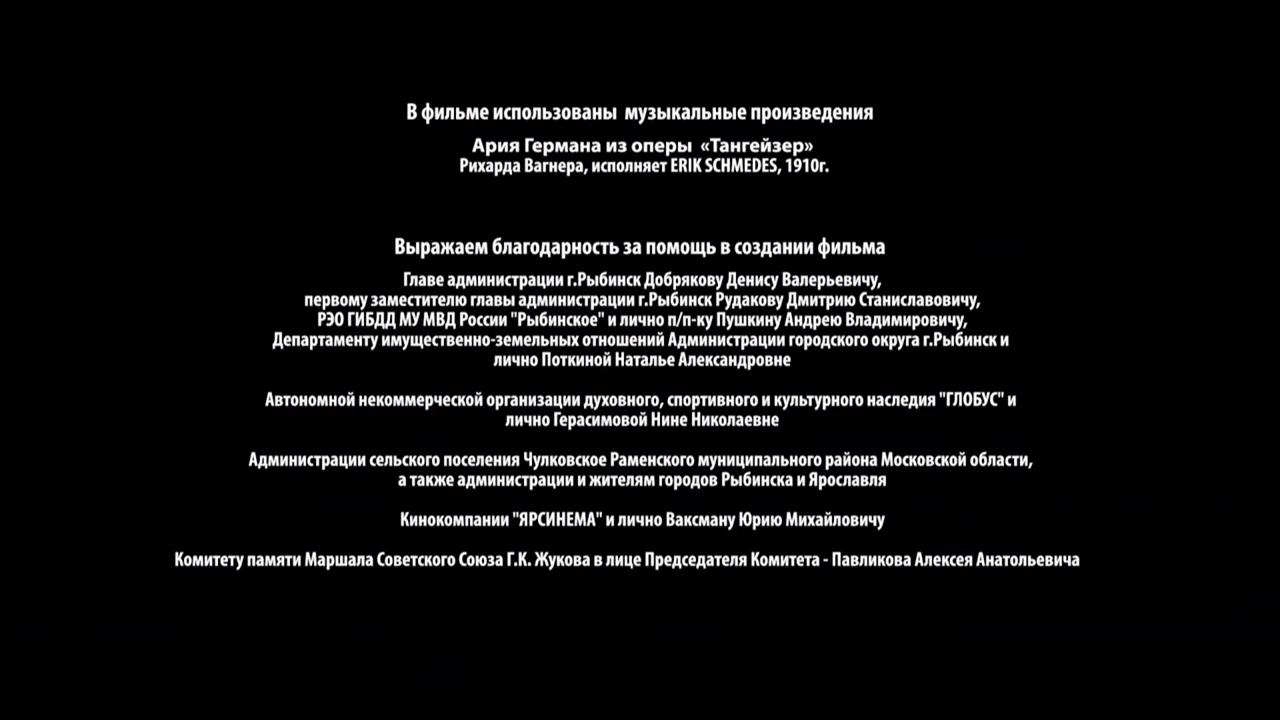 В фильме использованы музыкальные произведения
Ария Германа из оперы «Тангейзер»
Рихарда Вагнера, исполняет ERIK SCHMEDES, 1910г.
Выражаем благодарность за помощь в создании фильма
Главе администрации г.Рыбинск Добрякову Денису Валерьевичу,
первому заместителю главы администрации г.Рыбинск Рудакову Дмитрию Станиславовичу,
РЭО ГИБДД МУ МВД России "Рыбинское" и лично п/п-ку Пушкину Андрею Владимировичу,
Департаменту имущественно-земельных отношений Администрации городского округа г.Рыбинск и
лично Поткиной Наталье Александровне
Автономной некоммерческой организации духовного, спортивного и культурного наследия "ГЛОБУС" и
лично Герасимовой Нине Николаевне
Администрации сельского поселения Чулковское Раменского муниципального района Московской области,
а также администрации и жителям городов Рыбинска и Ярославля
Кинокомпании "ЯРСИНЕМА" и лично Ваксману Юрию Михайловичу
Комитету памяти Маршала Советского Союза Г.К. Жукова в лице Председателя Комитета - Павликова Алексея Анатольевича